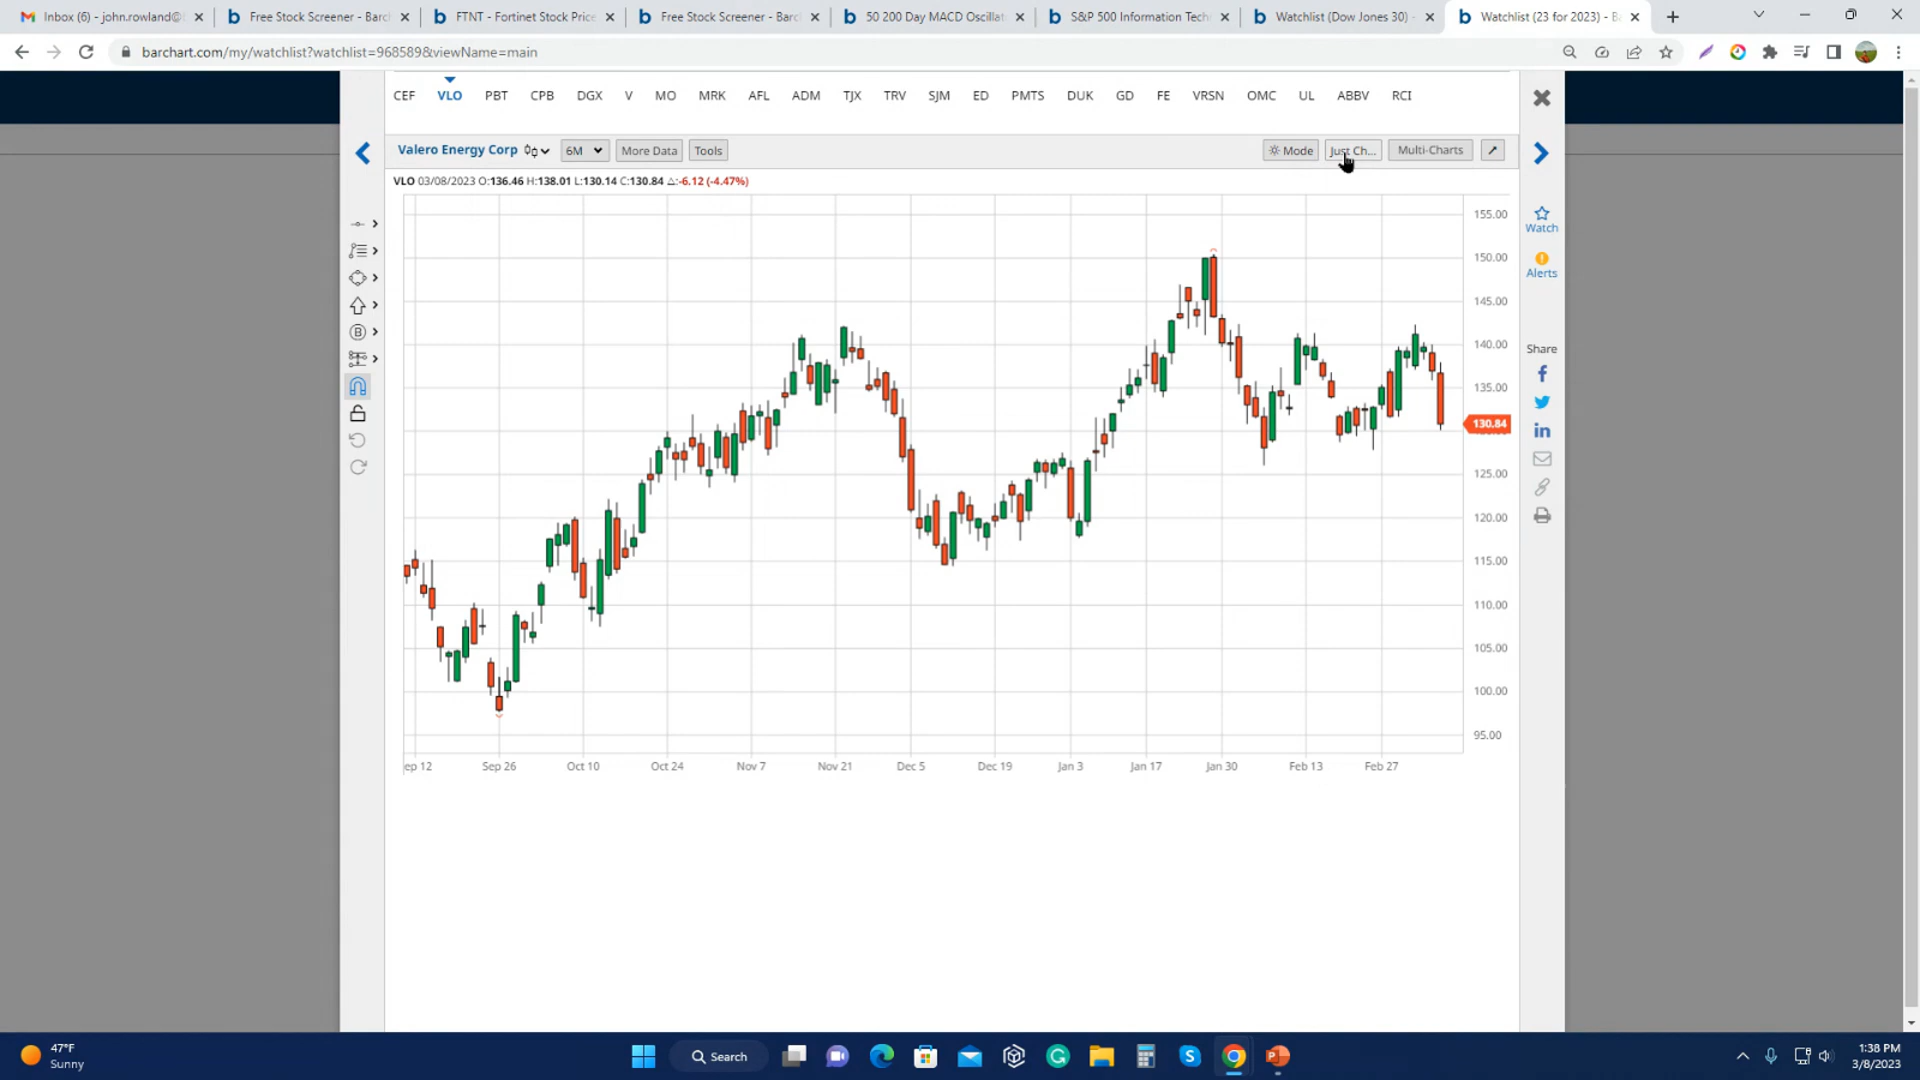 Inbox (6) - john.rowland@
Free Stock Screener - Barc
FTNT - Fortinet Stock Price
Free Stock Screener - Barc
50 200 Day MACD Oscillat
S&P 500 Information Tech
Watchlist (Dow Jones 30) -
Watchlist (23 for 2023) - B
barchart.com/my/watchlist?watchlist=968589&viewName=main
CEF VLO PBT CPB DGX V MO MRK AFL ADM TJX TRV SJM ED PMTS DUK GD FE VRSN OMC UL ABBV RCI
Valero Energy Corp 6M More Data Tools Mode Just Ch... Multi-Charts
VLO 03/08/2023 O:136.46 H:138.01 L:130.14 C:130.84 △:-6.12 (-4.47%)
155.00
150.00
145.00
140.00
135.00
130.84
125.00
120.00
115.00
110.00
105.00
100.00
95.00
ep 12 Sep 26 Oct 10 Oct 24 Nov 7 Nov 21 Dec 5 Dec 19 Jan 3 Jan 17 Jan 30 Feb 13 Feb 27
Watch
Alerts
Share
47°F
Sunny
Search
1:38 PM
3/8/2023